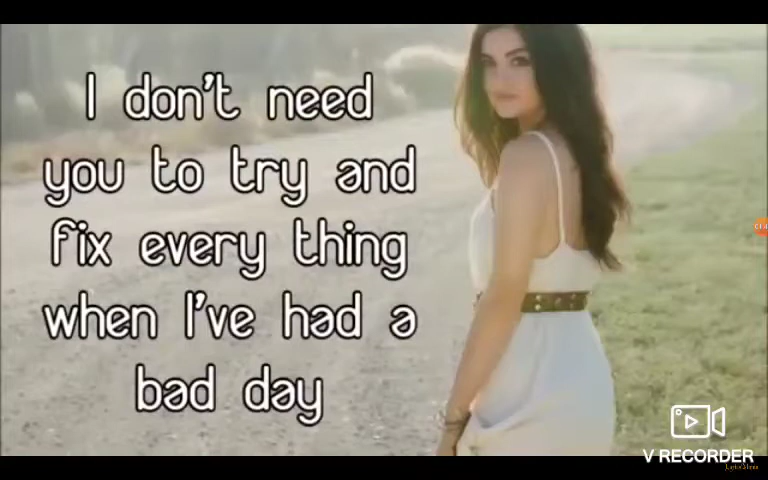 I don't need
you to try and
fix every thing
when I've had a
bad day
V RECORDER